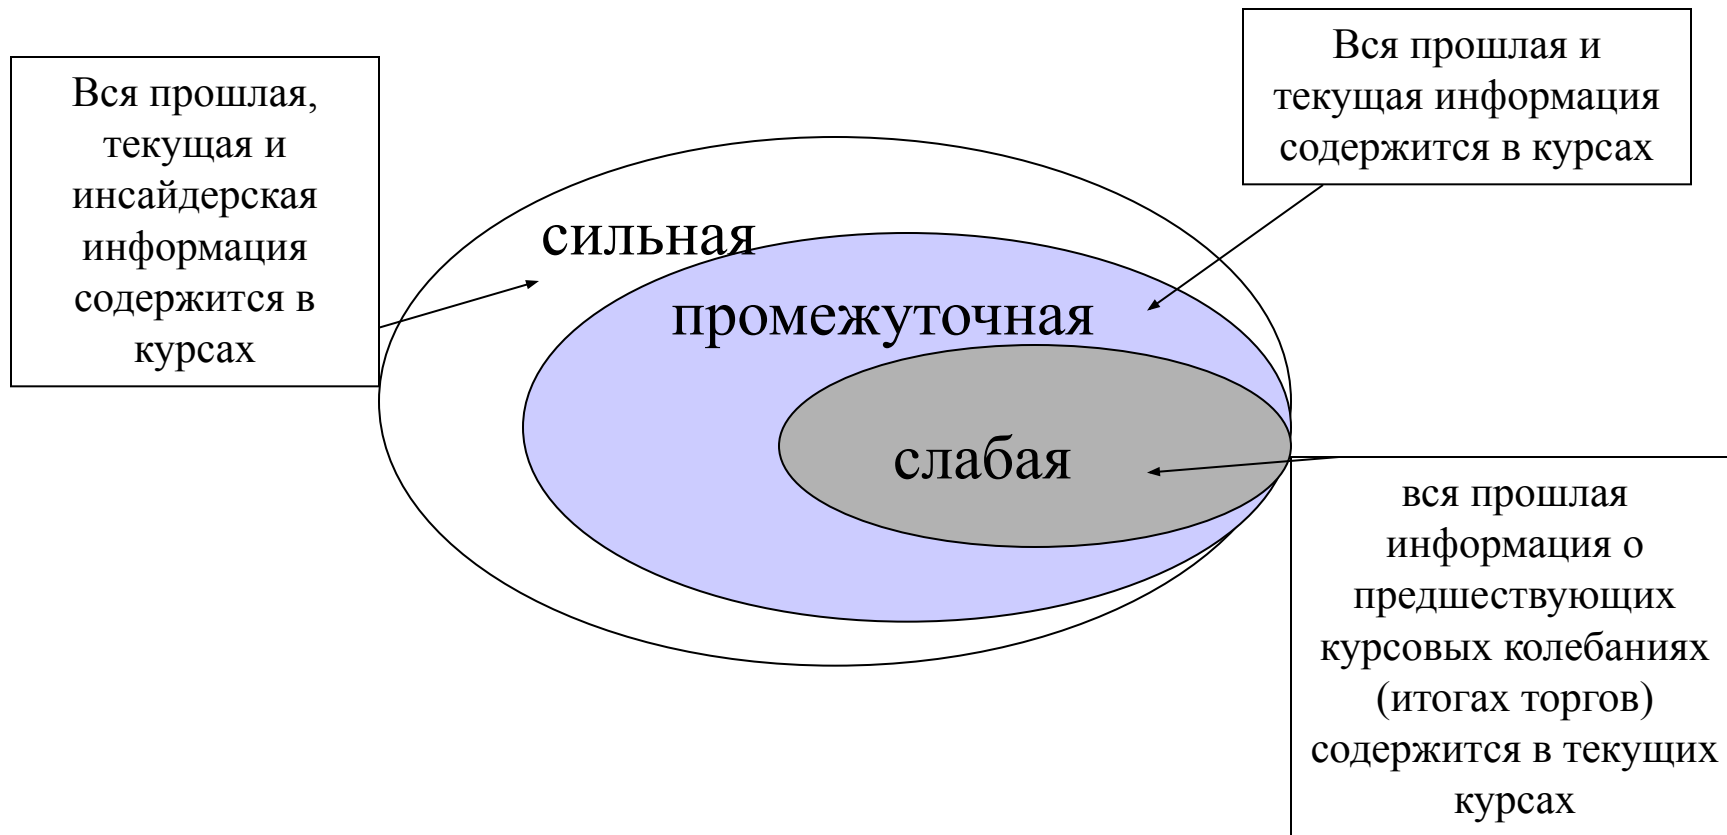 Вся прошлая,
текущая и
инсайдерская
информация
содержится в
курсах
Вся прошлая и
текущая информация
содержится в курсах
сильная
промежуточная
слабая
вся прошлая
информация о
предшествующих
курсовых колебаниях
(итогах торгов)
содержится в текущих
курсах